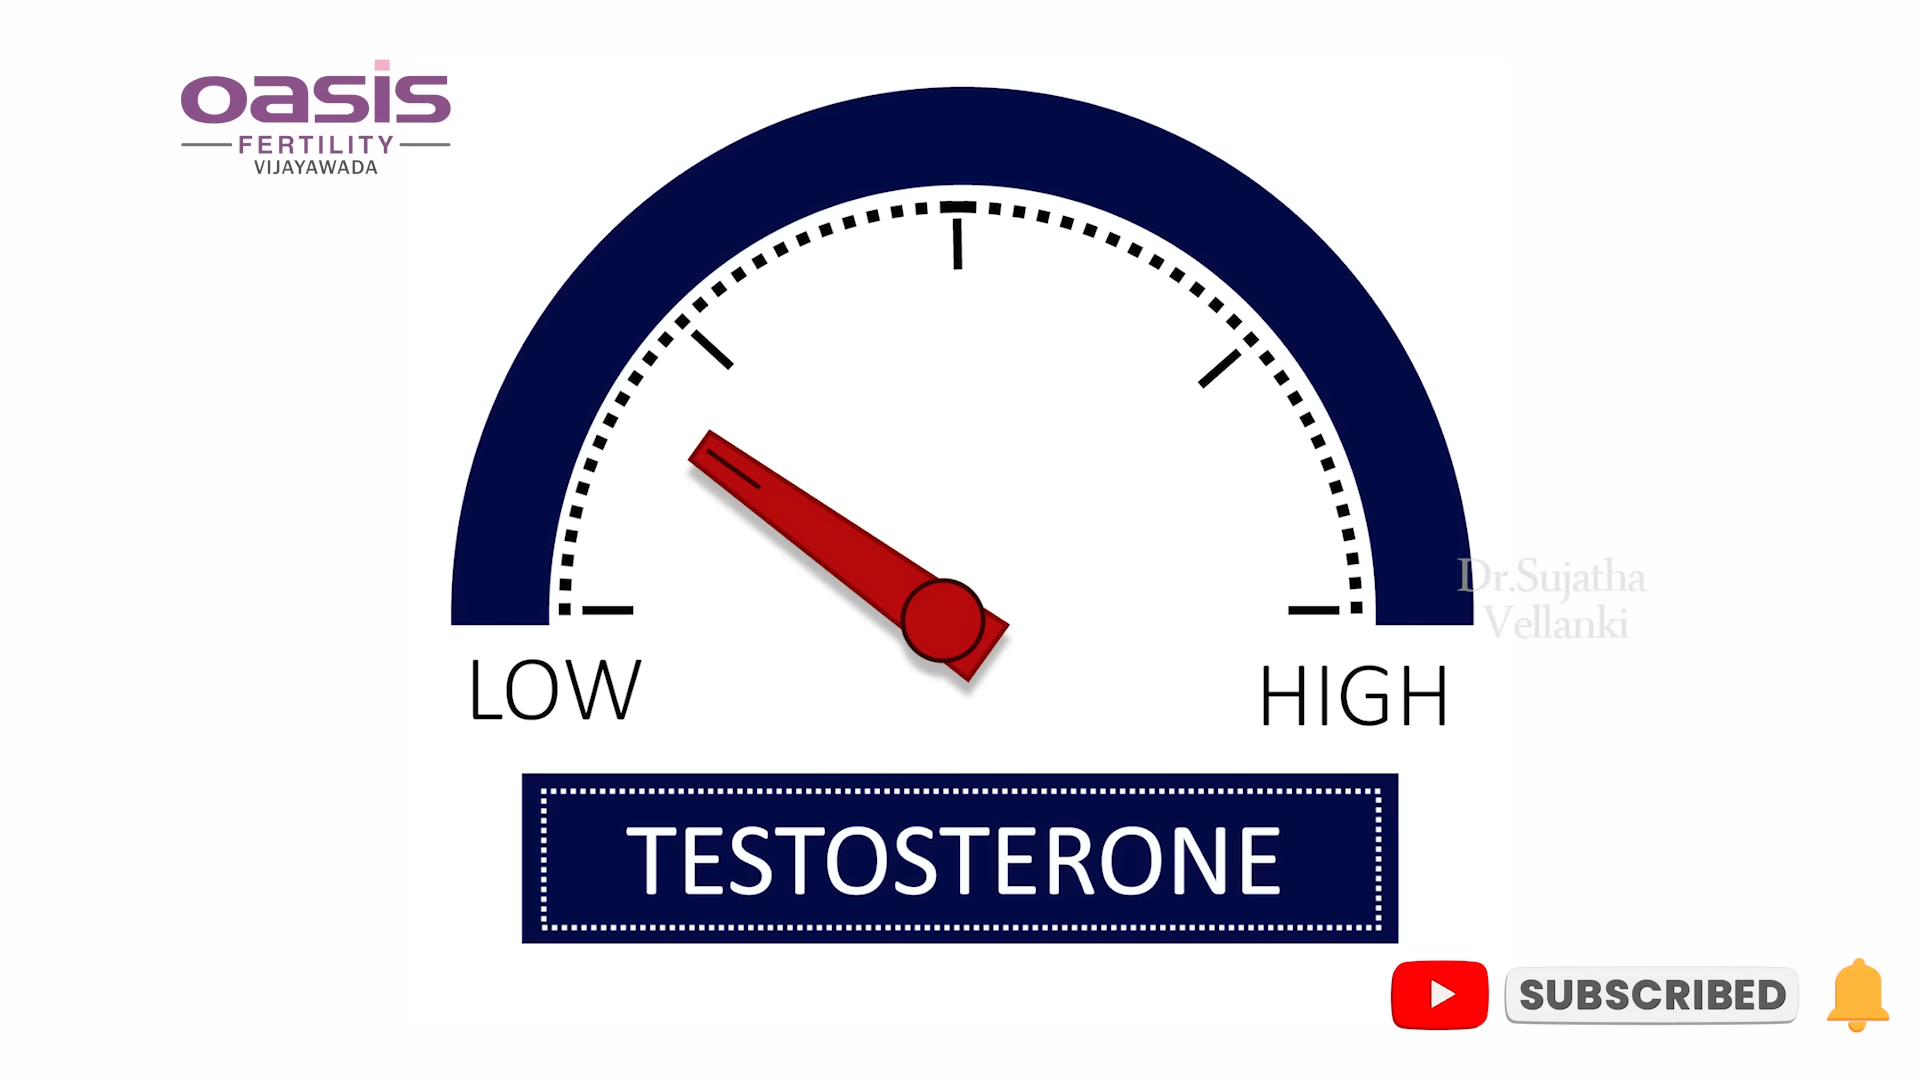 oasis
FERTILITY
VIJAYAWADA
Dr.Sujatha
Vellanki
LOW
HIGH
TESTOSTERONE
SUBSCRIBED